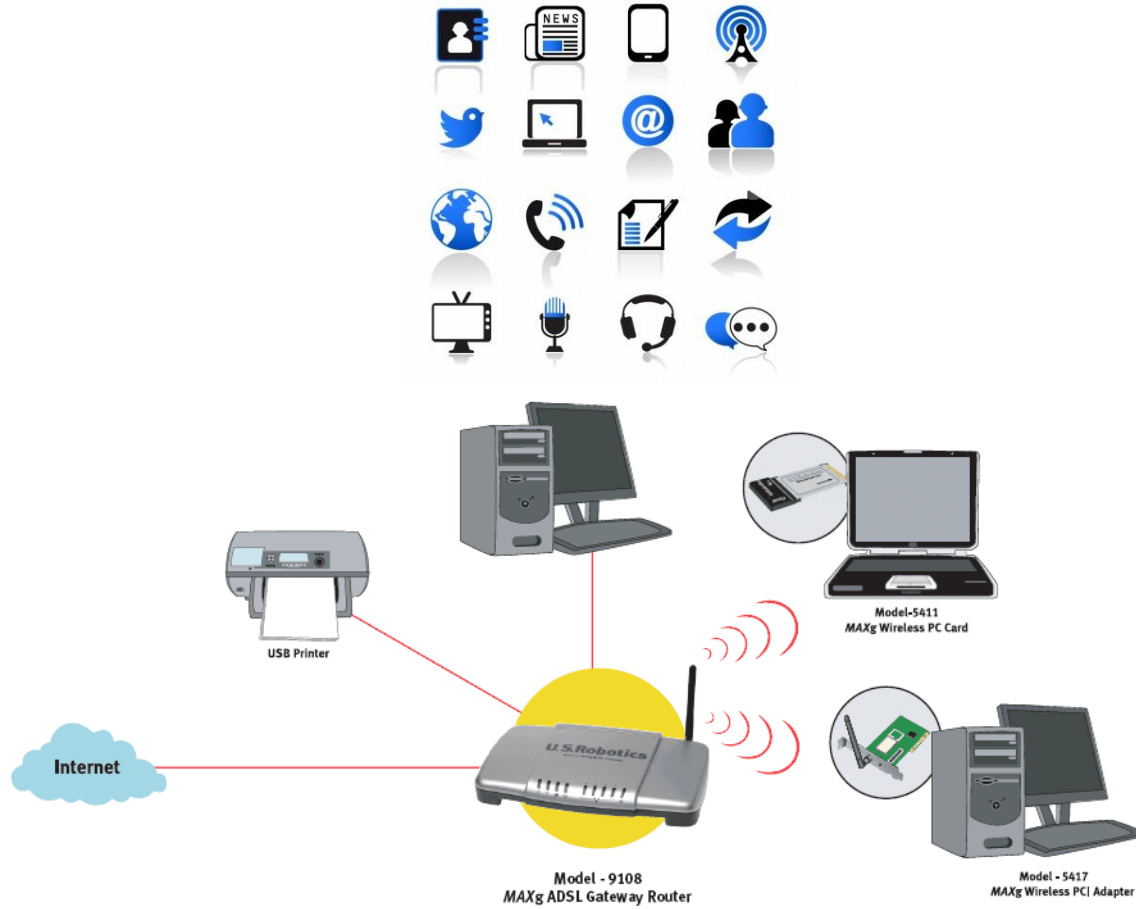 NEWS
@
USB Printer
Model-5411
MAXg Wireless PC Card
Internet
U.S.Robotics
Model - 9108
MAXg ADSL Gateway Router
Model - 5417
MAXg Wireless PC| Adapter